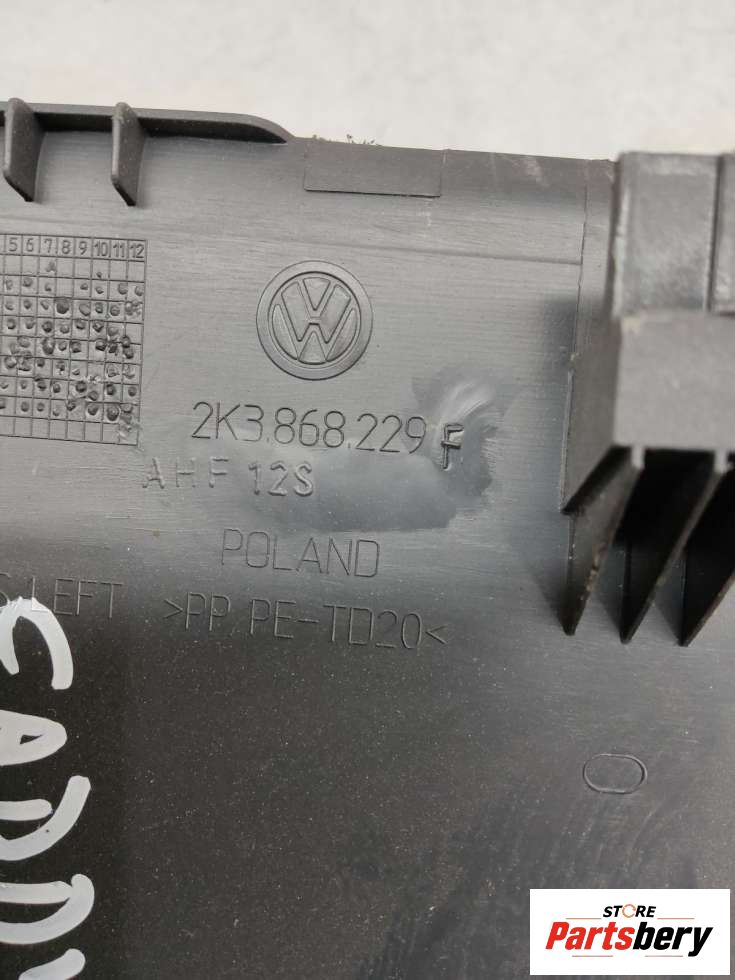 5 6 7 8 9 10 11 12
2K3.868.229 F
AHF 12S
POLAND
LEFT >PP, PE-TD20<
CADD
STORE
Partsbery